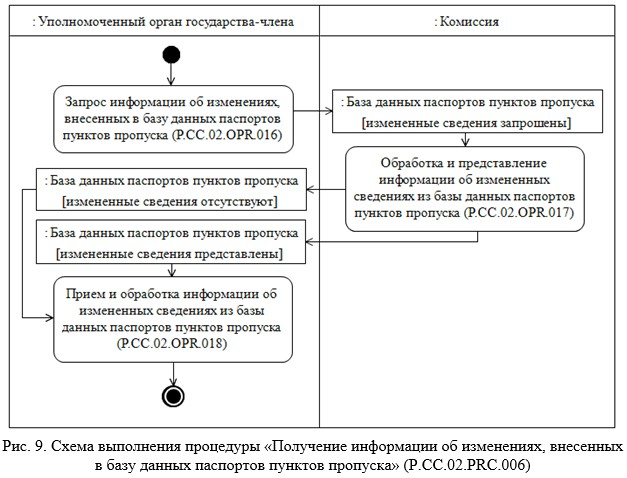 : Уполномоченный орган государства-члена
: Комиссия
Запрос информации об изменениях,
внесенных в базу данных паспортов
пунктов пропуска (P.CC.02.OPR.016)
: База данных паспортов пунктов пропуска
[измененные сведения запрошены]
Обработка и представление
информации об измененных
сведениях из базы данных паспортов
пунктов пропуска (P.CC.02.OPR.017)
: База данных паспортов пунктов пропуска
[измененные сведения отсутствуют]
: База данных паспортов пунктов пропуска
[измененные сведения представлены]
Прием и обработка информации об
измененных сведениях из базы
данных паспортов пунктов пропуска
(P.CC.02.OPR.018)
Рис. 9. Схема выполнения процедуры «Получение информации об изменениях, внесенных
в базу данных паспортов пунктов пропуска» (P.CC.02.PRC.006)